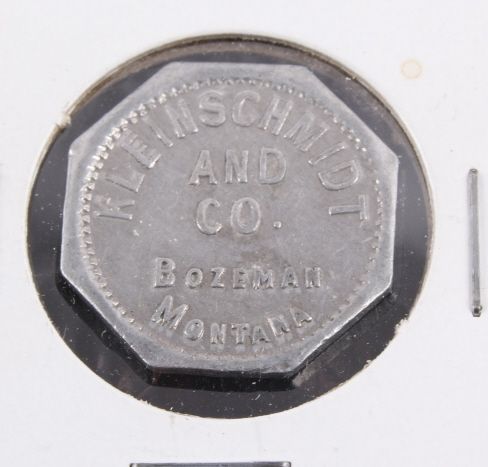 KLEINSCHMIDT
AND
CO.
BOZEMAN
MONTANA